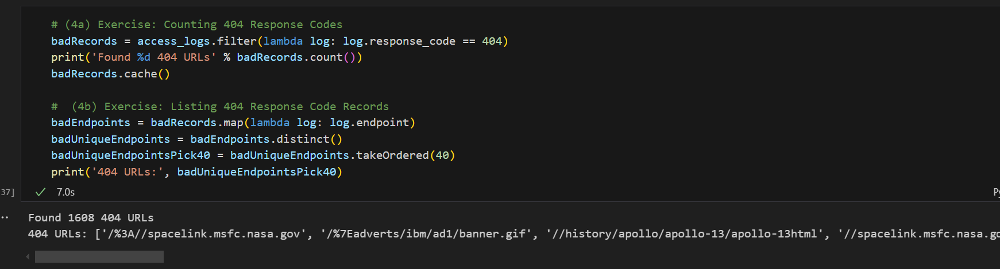 # (4a) Exercise: Counting 404 Response Codes
badRecords = access_logs.filter(lambda log: log.response_code == 404)
print('Found %d 404 URLs' % badRecords.count())
badRecords.cache()
#  (4b) Exercise: Listing 404 Response Code Records
badEndpoints = badRecords.map(lambda log: log.endpoint)
badUniqueEndpoints = badEndpoints.distinct()
badUniqueEndpointsPick40 = badUniqueEndpoints.takeOrdered(40)
print('404 URLs:', badUniqueEndpointsPick40)
37] 7.0s
Found 1608 404 URLs
404 URLs: ['/%3A//spacelink.msfc.nasa.gov', '/%7Eadverts/ibm/ad1/banner.gif', '//history/apollo/apollo-13/apollo-13html', '//spacelink.msfc.nasa.go